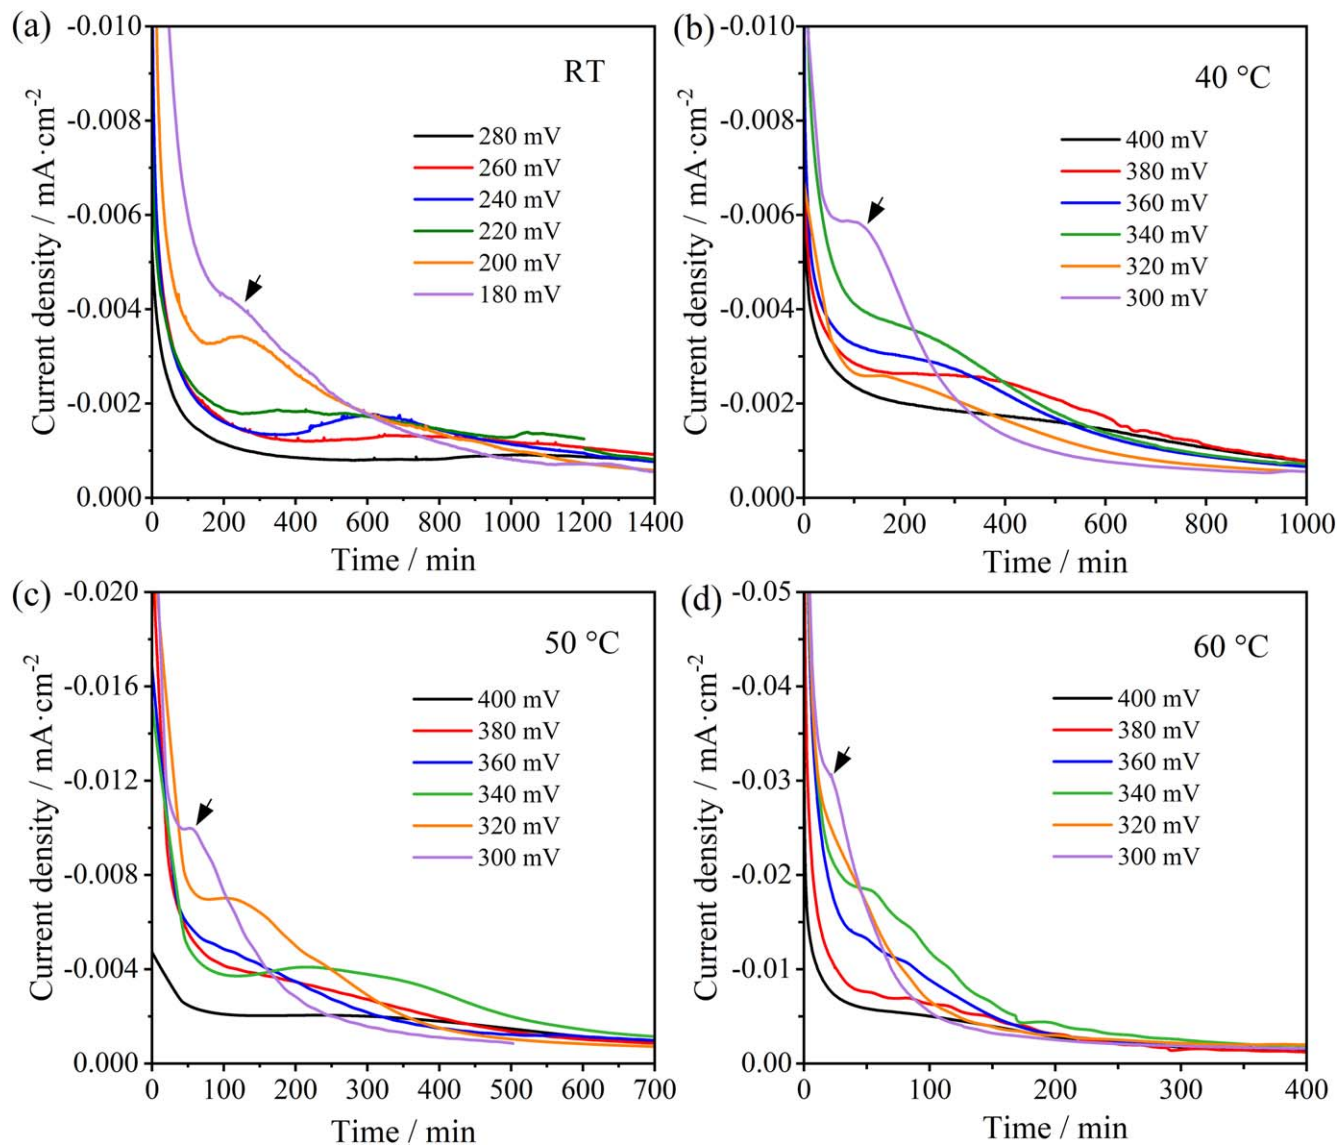 (a)
RT
280 mV
260 mV
240 mV
220 mV
200 mV
180 mV
-0.010
-0.008
-0.006
-0.004
-0.002
0.000
Current density / mA·cm-2
0 200 400 600 800 1000 1200 1400
Time / min
(b)
40 °C
400 mV
380 mV
360 mV
340 mV
320 mV
300 mV
-0.010
-0.008
-0.006
-0.004
-0.002
0.000
Current density / mA·cm-2
0 200 400 600 800 1000
Time / min
(c)
50 °C
400 mV
380 mV
360 mV
340 mV
320 mV
300 mV
-0.020
-0.016
-0.012
-0.008
-0.004
0.000
Current density / mA·cm-2
0 100 200 300 400 500 600 700
Time / min
(d)
60 °C
400 mV
380 mV
360 mV
340 mV
320 mV
300 mV
-0.05
-0.04
-0.03
-0.02
-0.01
0.00
Current density / mA·cm-2
0 100 200 300 400
Time / min